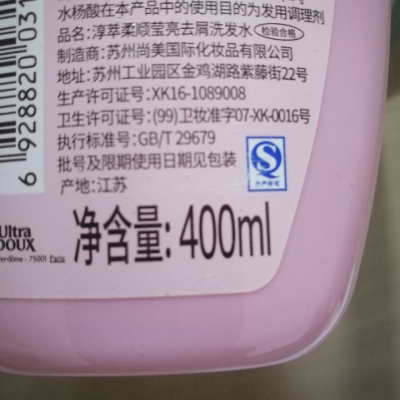 水杨酸在本产品中的使用目的为发用调理剂
品名:淳萃柔顺莹亮去屑洗发水 检验合格
制造商:苏州尚美国际化妆品有限公司
地址:苏州工业园区金鸡湖路紫藤街22号
生产许可证号:XK16-1089008
卫生许可证号:(99)卫妆准字07-XK-0016号
执行标准号:GB/T 29679
批号及限期使用日期见包装
产地:江苏
生产许可
6 928820 031
净含量: 400ml
Ultra
DOUX
75001 Paris